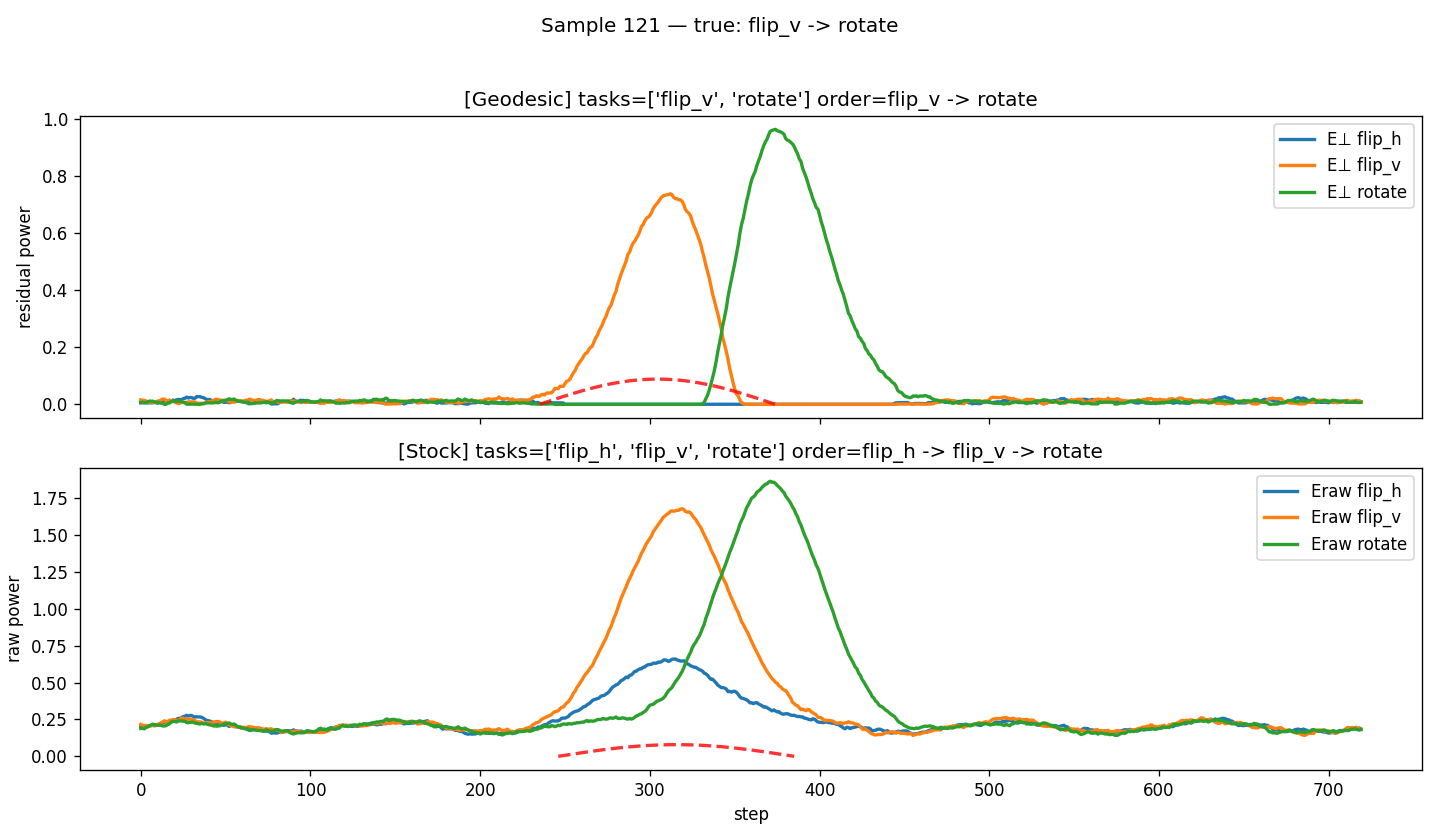 Sample 121 — true: flip_v -> rotate
[Geodesic] tasks=['flip_v', 'rotate'] order=flip_v -> rotate
1.0
0.8
0.6
0.4
0.2
0.0
residual power
E⊥ flip_h
E⊥ flip_v
E⊥ rotate
[Stock] tasks=['flip_h', 'flip_v', 'rotate'] order=flip_h -> flip_v -> rotate
1.75
1.50
1.25
1.00
0.75
0.50
0.25
0.00
raw power
Eraw flip_h
Eraw flip_v
Eraw rotate
0 100 200 300 400 500 600 700
step